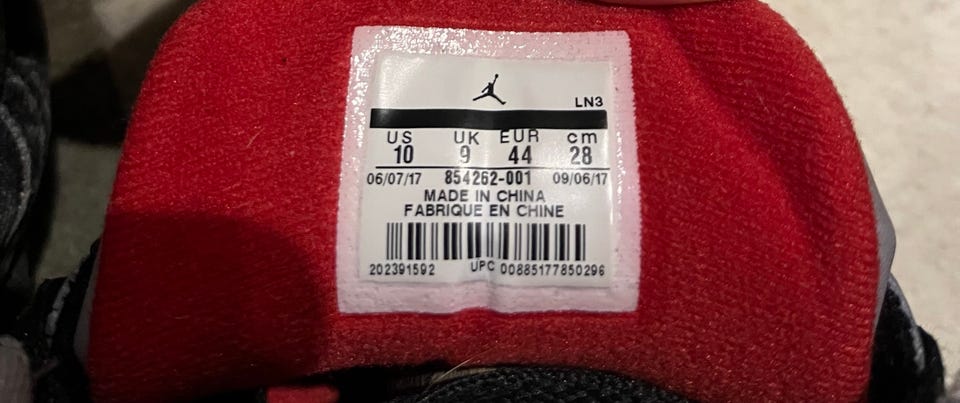 LN3
US UK EUR cm
10 9 44 28
06/07/17 854262-001 09/06/17
MADE IN CHINA
FABRIQUE EN CHINE
202391592 UPC 00885177850296